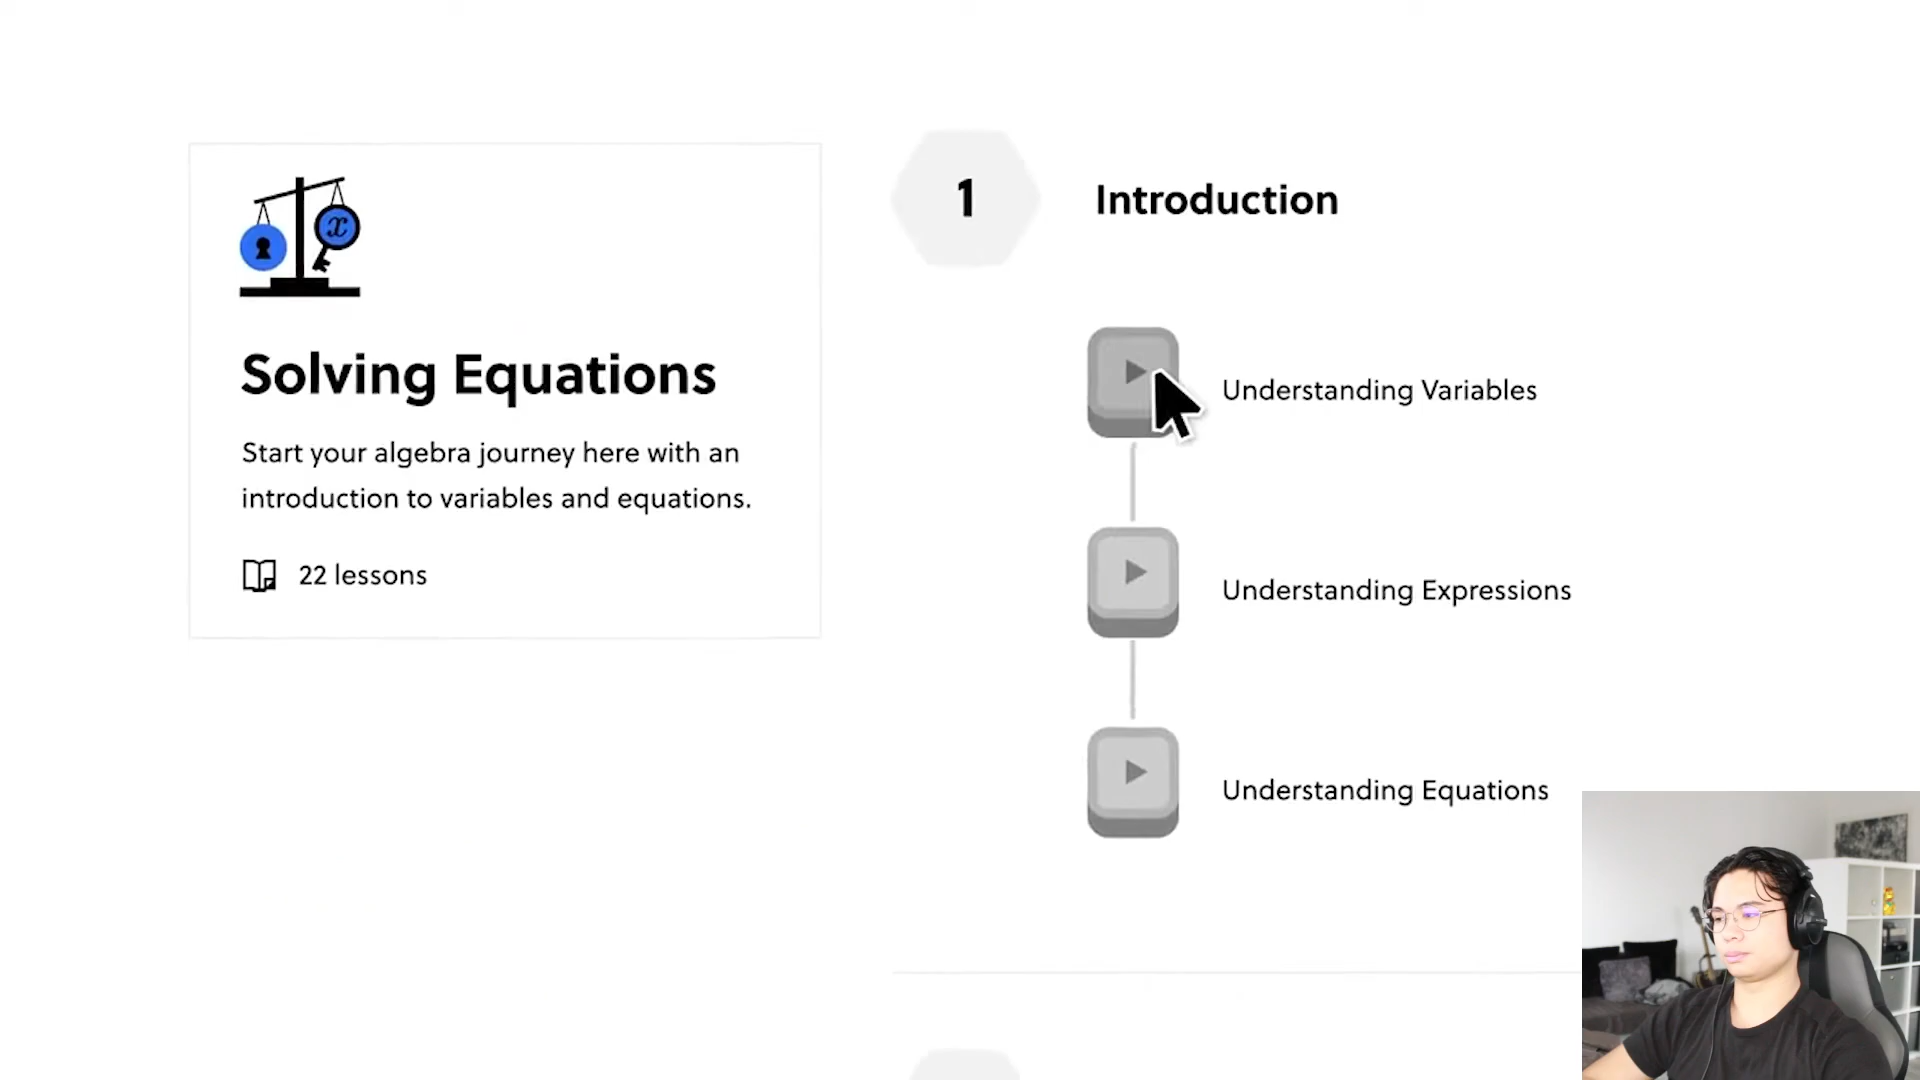 x
Solving Equations
Start your algebra journey here with an
introduction to variables and equations.
22 lessons
1
Introduction
Understanding Variables
Understanding Expressions
Understanding Equations